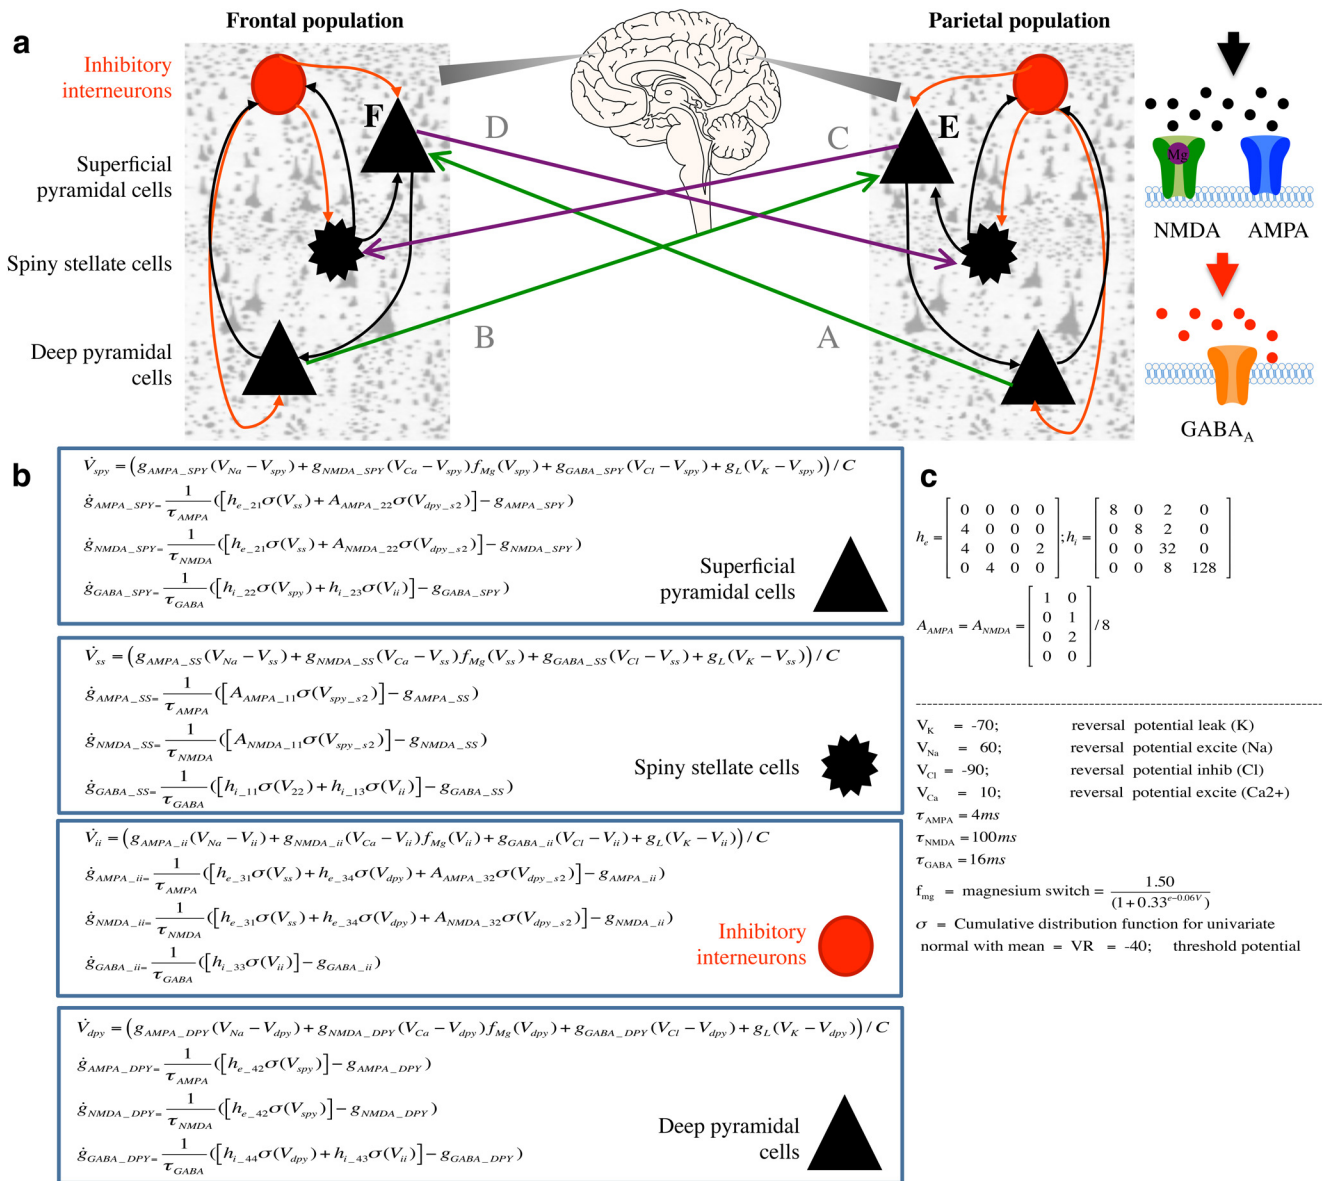 Frontal population
Parietal population
a
Inhibitory
interneurons
Superficial
pyramidal cells
Spiny stellate cells
Deep pyramidal
cells
F
D
C
E
B
A
Mg
NMDA AMPA
GABA_A
b
V̇_spy = (g_AMPA_SPY(V_Na − V_spy) + g_NMDA_SPY(V_Ca − V_spy)f_Mg(V_spy) + g_GABA_SPY(V_Cl − V_spy) + g_L(V_K − V_spy))/C
ġ_AMPA_SPY= 1/τ_AMPA ([h_e_21σ(V_ss) + A_AMPA_22σ(V_dpy_s2)] − g_AMPA_SPY)
ġ_NMDA_SPY= 1/τ_NMDA ([h_e_21σ(V_ss) + A_NMDA_22σ(V_dpy_s2)] − g_NMDA_SPY)
ġ_GABA_SPY= 1/τ_GABA ([h_i_22σ(V_spy) + h_i_23σ(V_ii)] − g_GABA_SPY)
Superficial
pyramidal cells
V̇_ss = (g_AMPA_SS(V_Na − V_ss) + g_NMDA_SS(V_Ca − V_ss)f_Mg(V_ss) + g_GABA_SS(V_Cl − V_ss) + g_L(V_K − V_ss))/C
ġ_AMPA_SS= 1/τ_AMPA ([A_AMPA_11σ(V_spy_s2)] − g_AMPA_SS)
ġ_NMDA_SS= 1/τ_NMDA ([A_NMDA_11σ(V_spy_s2)] − g_NMDA_SS)
ġ_GABA_SS= 1/τ_GABA ([h_i_11σ(V_22) + h_i_13σ(V_ii)] − g_GABA_SS)
Spiny stellate cells
V̇_ii = (g_AMPA_ii(V_Na − V_ii) + g_NMDA_ii(V_Ca − V_ii)f_Mg(V_ii) + g_GABA_ii(V_Cl − V_ii) + g_L(V_K − V_ii))/C
ġ_AMPA_ii= 1/τ_AMPA ([h_e_31σ(V_ss) + h_e_34σ(V_dpy) + A_AMPA_32σ(V_dpy_s2)] − g_AMPA_ii)
ġ_NMDA_ii= 1/τ_NMDA ([h_e_31σ(V_ss) + h_e_34σ(V_dpy) + A_NMDA_32σ(V_dpy_s2)] − g_NMDA_ii)
ġ_GABA_ii= 1/τ_GABA ([h_i_33σ(V_ii)] − g_GABA_ii)
Inhibitory
interneurons
V̇_dpy = (g_AMPA_DPY(V_Na − V_dpy) + g_NMDA_DPY(V_Ca − V_dpy)f_Mg(V_dpy) + g_GABA_DPY(V_Cl − V_dpy) + g_L(V_K − V_dpy))/C
ġ_AMPA_DPY= 1/τ_AMPA ([h_e_42σ(V_spy)] − g_AMPA_DPY)
ġ_NMDA_DPY= 1/τ_NMDA ([h_e_42σ(V_spy)] − g_NMDA_DPY)
ġ_GABA_DPY= 1/τ_GABA ([h_i_44σ(V_dpy) + h_i_43σ(V_ii)] − g_GABA_DPY)
Deep pyramidal
cells
c
h_e = [0 0 0 0; 4 0 0 0; 4 0 0 2; 0 4 0 0]; h_i = [8 0 2 0; 0 8 2 0; 0 0 32 0; 0 0 8 128]
A_AMPA = A_NMDA = [1 0; 0 1; 0 2; 0 0] / 8
V_K = -70; reversal potential leak (K)
V_Na = 60; reversal potential excite (Na)
V_Cl = -90; reversal potential inhib (Cl)
V_Ca = 10; reversal potential excite (Ca2+)
τ_AMPA = 4ms
τ_NMDA = 100ms
τ_GABA = 16ms
f_mg = magnesium switch = 1.50/(1+0.33^e−0.06V)
σ = Cumulative distribution function for univariate
normal with mean = VR = -40; threshold potential